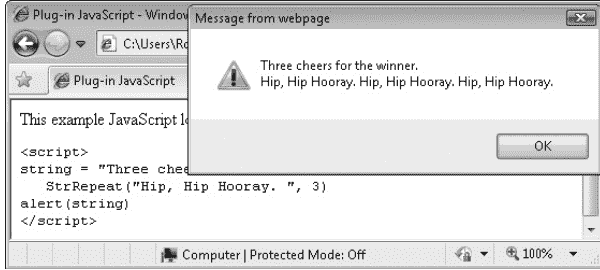 Plug-in JavaScript - Window
Message from webpage
C:\Users\Ro
Three cheers for the winner.
Hip, Hip Hooray. Hip, Hip Hooray. Hip, Hip Hooray.
Plug-in JavaScript
OK
This example JavaScript lo
<script>
string = "Three chee
StrRepeat("Hip, Hip Hooray. ", 3)
alert(string)
</script>
Computer | Protected Mode: Off
100%